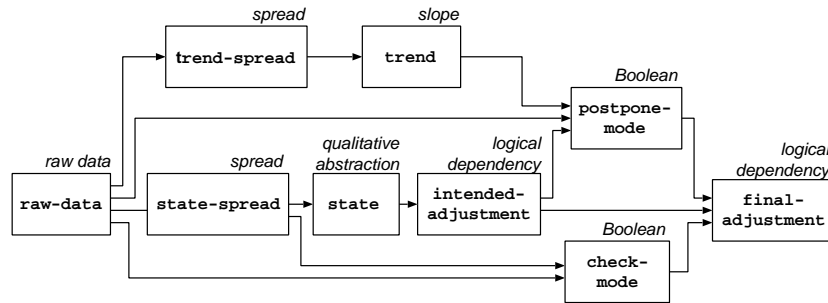 spread
slope
trend-spread
trend
Boolean
postpone-
mode
raw data
spread
qualitative
abstraction
logical
dependency
logical
dependency
raw-data
state-spread
state
intended-
adjustment
final-
adjustment
Boolean
check-
mode